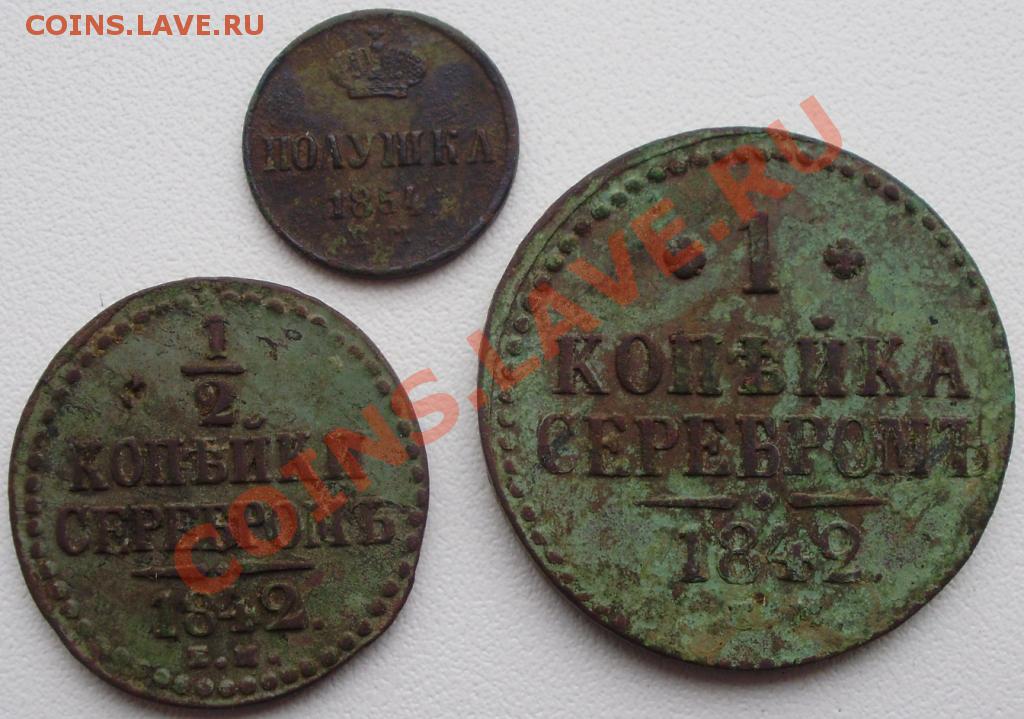 COINS.LAVE.RU
ПОЛУШКА
1854
1
2
КОПѢЙКА
СЕРЕБРОМЪ
1842.
1
КОПѢЙКА
СЕРЕБРОМЪ
1842.
COINS.LAVE.RU